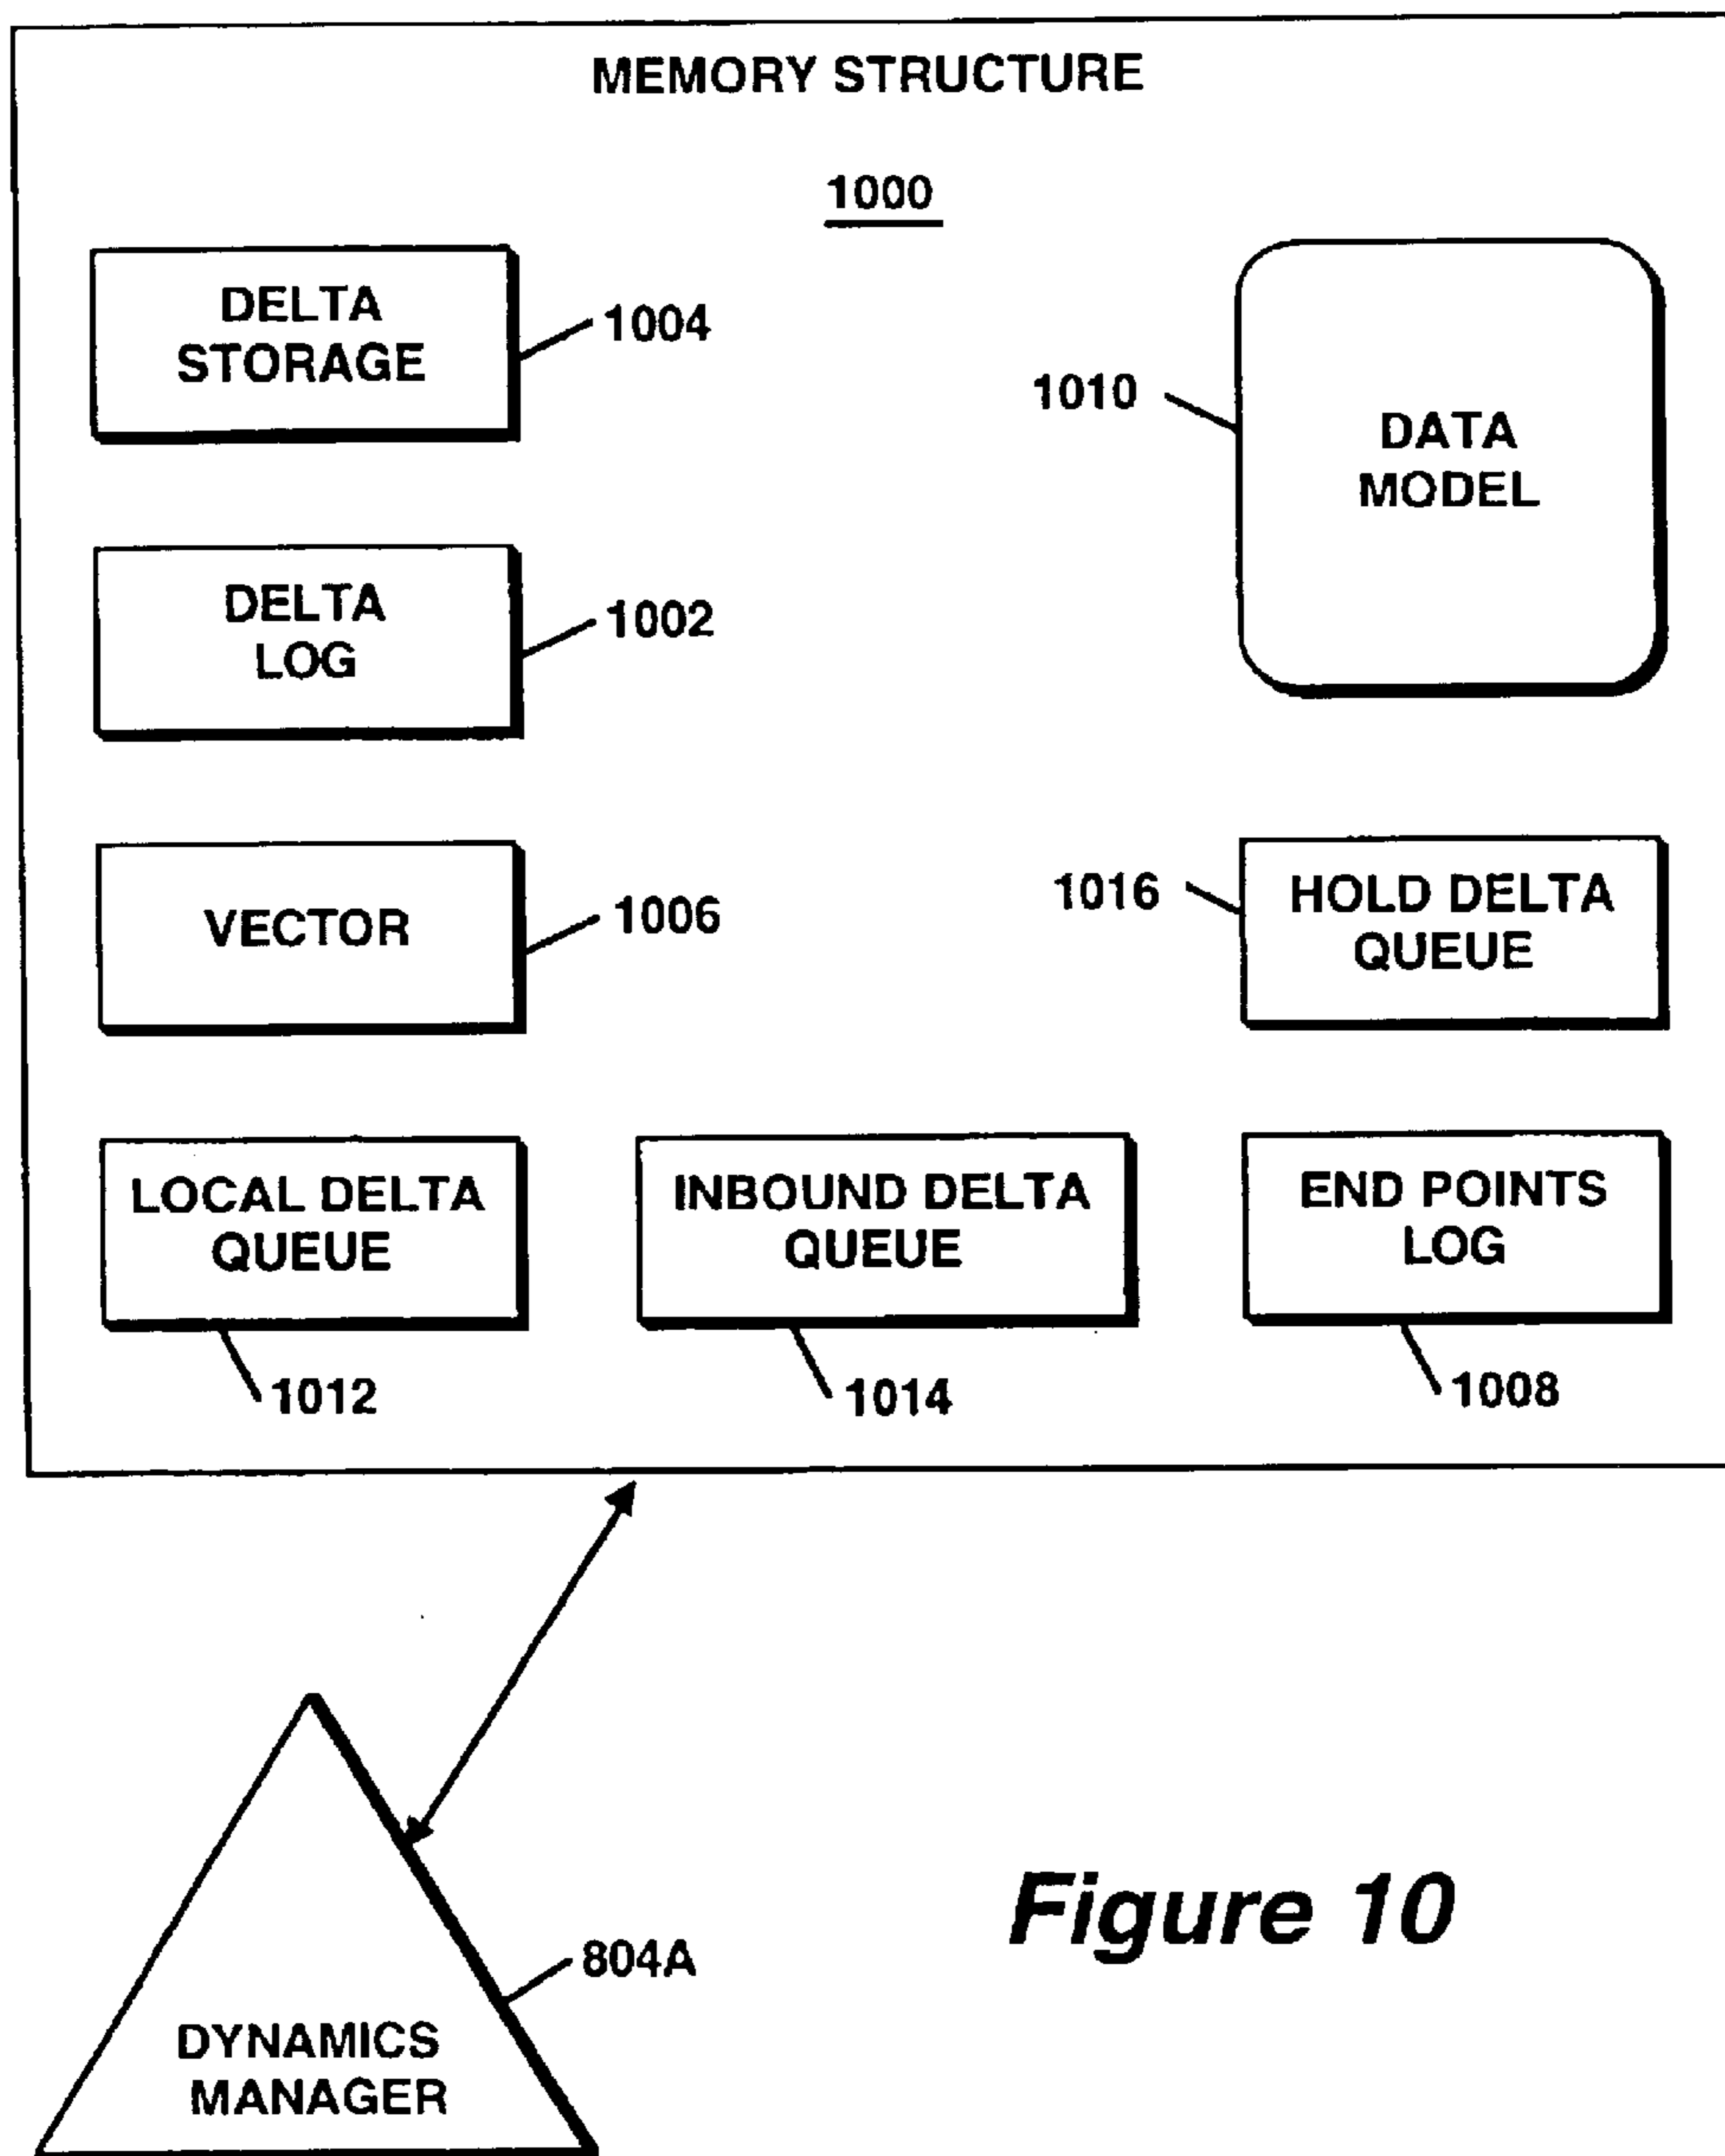 MEMORY STRUCTURE
1000
DELTA
STORAGE
1004
1010
DATA
MODEL
DELTA
LOG
1002
VECTOR
1006
1016
HOLD DELTA
QUEUE
LOCAL DELTA
QUEUE
1012
INBOUND DELTA
QUEUE
1014
END POINTS
LOG
1008
804A
DYNAMICS
MANAGER
Figure 10